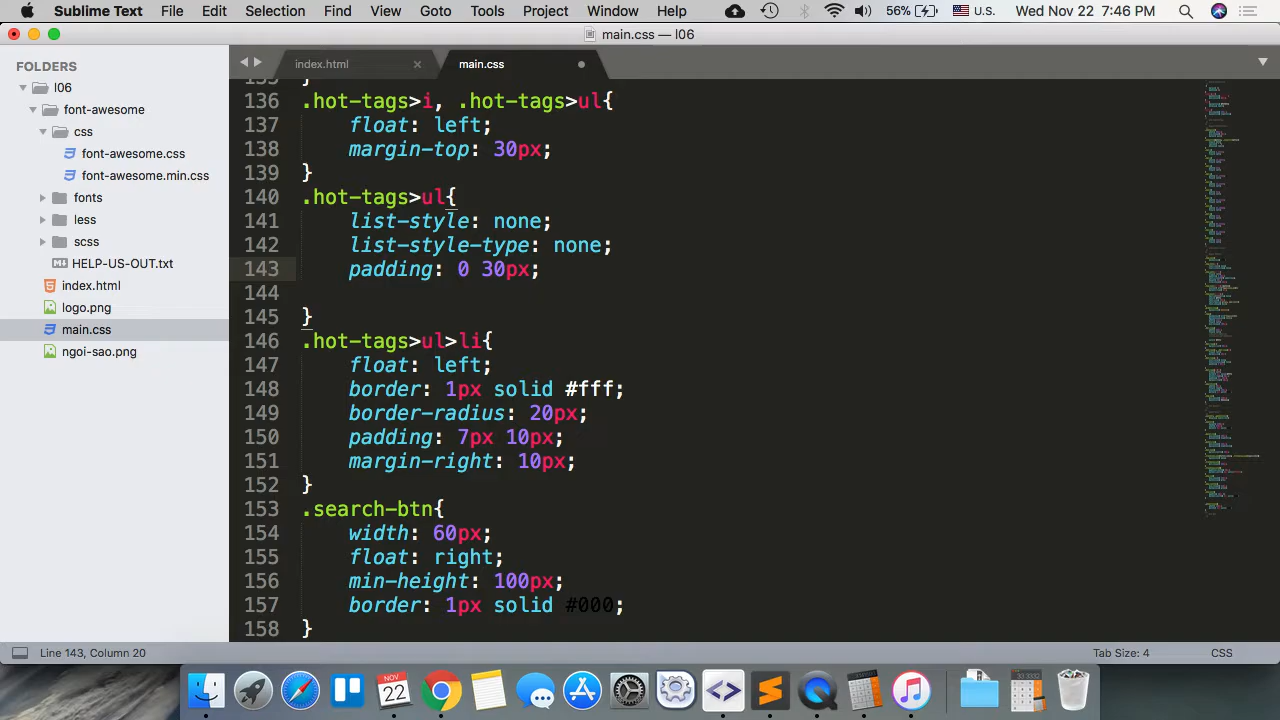 Sublime Text File Edit Selection Find View Goto Tools Project Window Help 56% U.S. Wed Nov 22 7:46 PM
main.css — l06
FOLDERS
l06
font-awesome
css
font-awesome.css
font-awesome.min.css
fonts
less
scss
HELP-US-OUT.txt
index.html
logo.png
main.css
ngoi-sao.png
index.html × main.css
136 .hot-tags>i, .hot-tags>ul{
137 float: left;
138 margin-top: 30px;
139 }
140 .hot-tags>ul{
141 list-style: none;
142 list-style-type: none;
143 padding: 0 30px;
144
145 }
146 .hot-tags>ul>li{
147 float: left;
148 border: 1px solid #fff;
149 border-radius: 20px;
150 padding: 7px 10px;
151 margin-right: 10px;
152 }
153 .search-btn{
154 width: 60px;
155 float: right;
156 min-height: 100px;
157 border: 1px solid #000;
158 }
Line 143, Column 20 Tab Size: 4 CSS
NOV
22